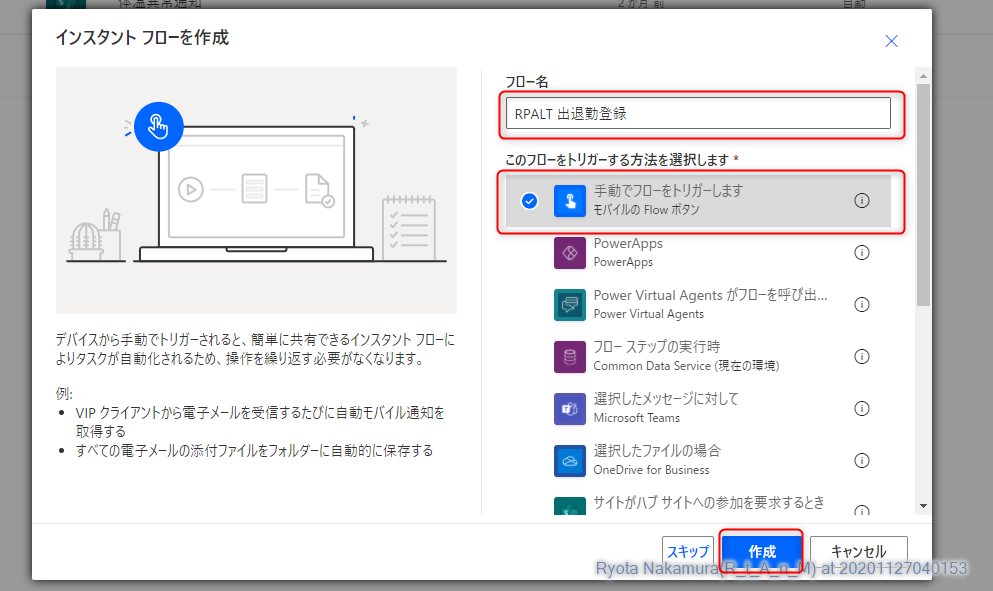 体温異常通知
2 か月 前
自動
インスタント フローを作成
フロー名
RPALT 出退勤登録
このフローをトリガーする方法を選択します *
手動でフローをトリガーします
モバイルの Flow ボタン
PowerApps
PowerApps
Power Virtual Agents がフローを呼び出...
Power Virtual Agents
フロー ステップの実行時
Common Data Service (現在の環境)
選択したメッセージに対して
Microsoft Teams
選択したファイルの場合
OneDrive for Business
サイトがハブ サイトへの参加を要求するとき
デバイスから手動でトリガーされると、簡単に共有できるインスタント フローに
よりタスクが自動化されるため、操作を繰り返す必要がなくなります。
例:
• VIP クライアントから電子メールを受信するたびに自動モバイル通知を
取得する
• すべての電子メールの添付ファイルをフォルダーに自動的に保存する
スキップ
作成
キャンセル
Ryota Nakamura(R_t_A_n_M) at 20201127040153